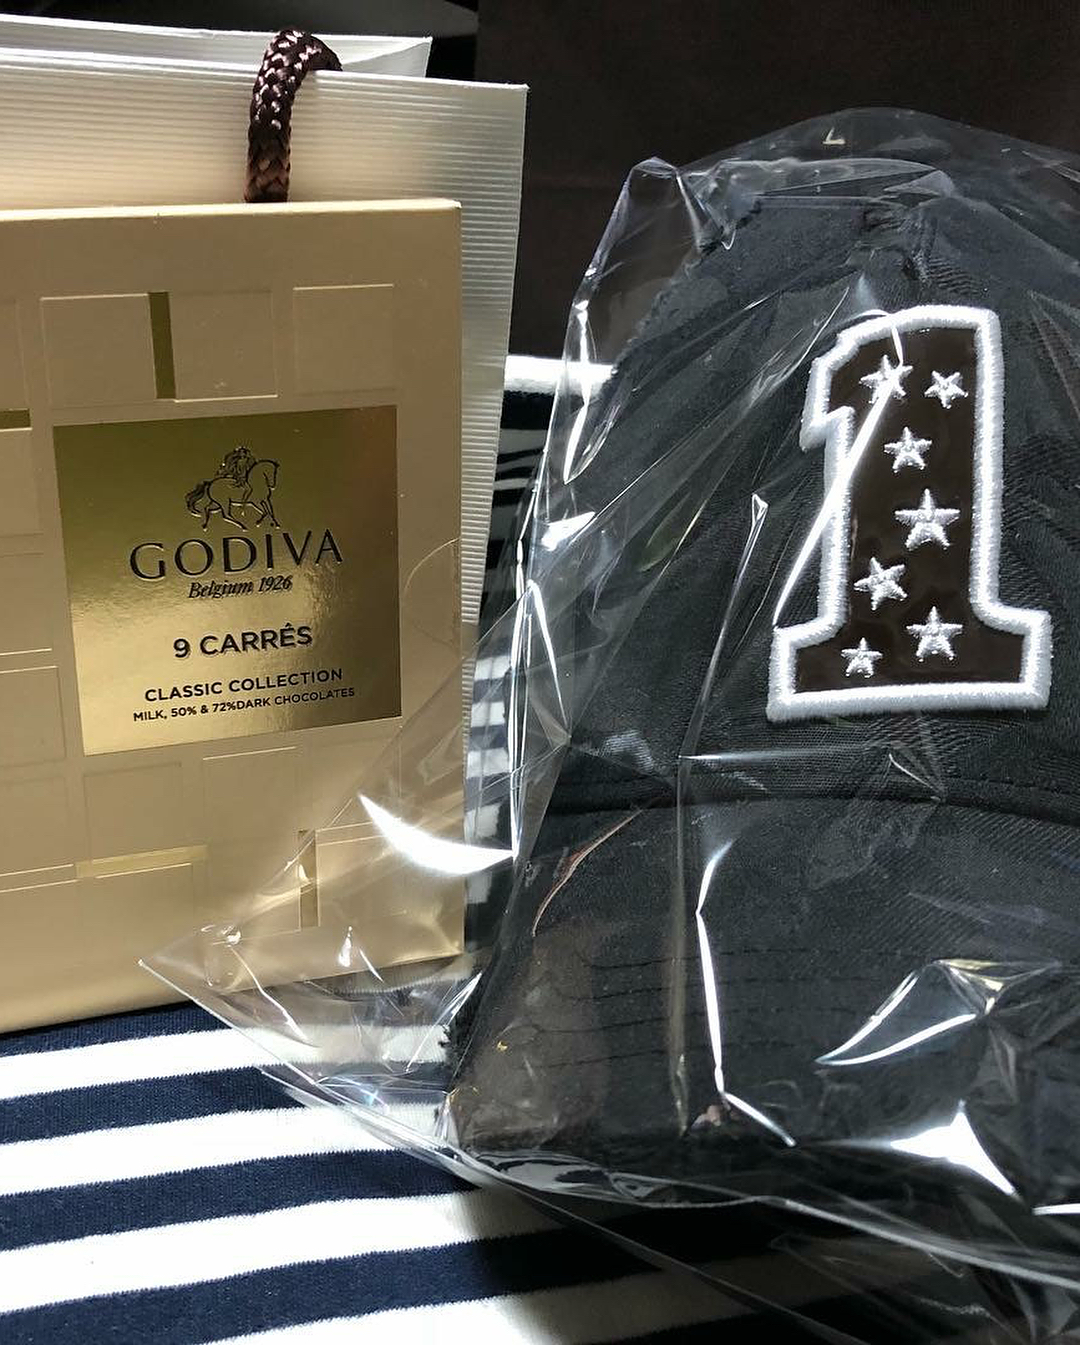 GODIVA
Belgium 1926
9 CARRÉS
CLASSIC COLLECTION
MILK, 50% & 72%DARK CHOCOLATES
1